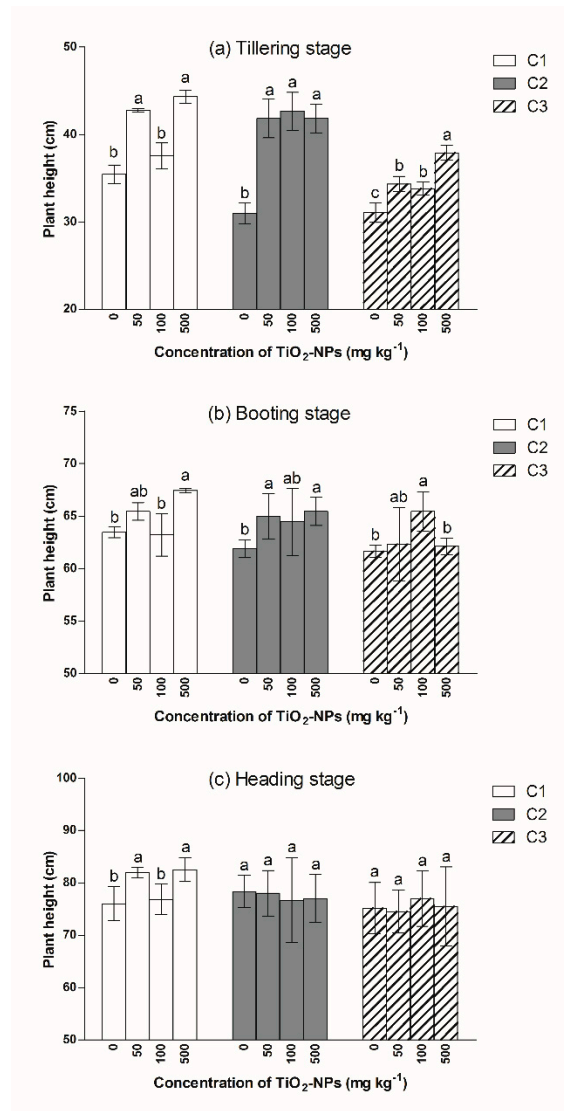 (a) Tillering stage
C1
C2
C3
Plant height (cm)
50
40
30
20
b a b a
b a a a
c b b a
0 50 100 500 0 50 100 500 0 50 100 500
Concentration of TiO₂-NPs (mg kg⁻¹)
(b) Booting stage
C1
C2
C3
Plant height (cm)
75
70
65
60
55
50
b ab b a
b a ab a
b ab a b
0 50 100 500 0 50 100 500 0 50 100 500
Concentration of TiO₂-NPs (mg kg⁻¹)
(c) Heading stage
C1
C2
C3
Plant height (cm)
100
90
80
70
60
50
b a b a
a a a a
a a a a
0 50 100 500 0 50 100 500 0 50 100 500
Concentration of TiO₂-NPs (mg kg⁻¹)